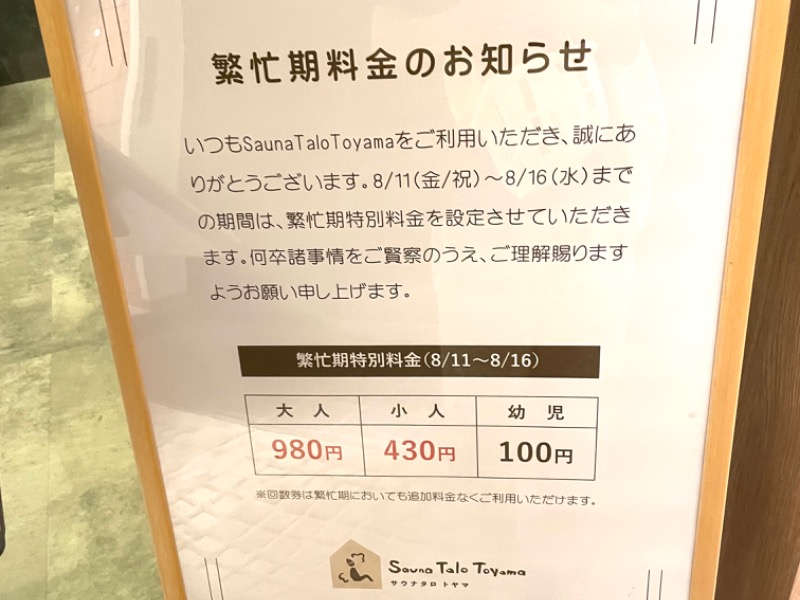 繁忙期料金のお知らせ
いつもSaunaTaloToyamaをご利用いただき、誠にあ
りがとうございます。8/11(金/祝)～8/16(水)まで
の期間は、繁忙期特別料金を設定させていただき
ます。何卒諸事情をご賢察のうえ、ご理解賜ります
ようお願い申し上げます。
繁忙期特別料金(8/11～8/16)
大人 小人 幼児
980円 430円 100円
※回数券は繁忙期においても追加料金なくご利用いただけます。
Sauna Talo Toyama
サウナタロ トヤマ